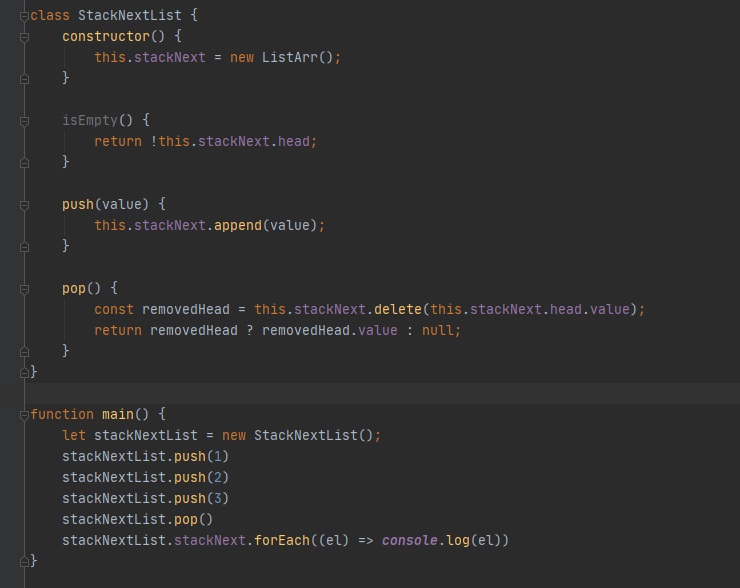 class StackNextList {
    constructor() {
        this.stackNext = new ListArr();
    }

    isEmpty() {
        return !this.stackNext.head;
    }

    push(value) {
        this.stackNext.append(value);
    }

    pop() {
        const removedHead = this.stackNext.delete(this.stackNext.head.value);
        return removedHead ? removedHead.value : null;
    }
}

function main() {
    let stackNextList = new StackNextList();
    stackNextList.push(1)
    stackNextList.push(2)
    stackNextList.push(3)
    stackNextList.pop()
    stackNextList.stackNext.forEach((el) => console.log(el))
}